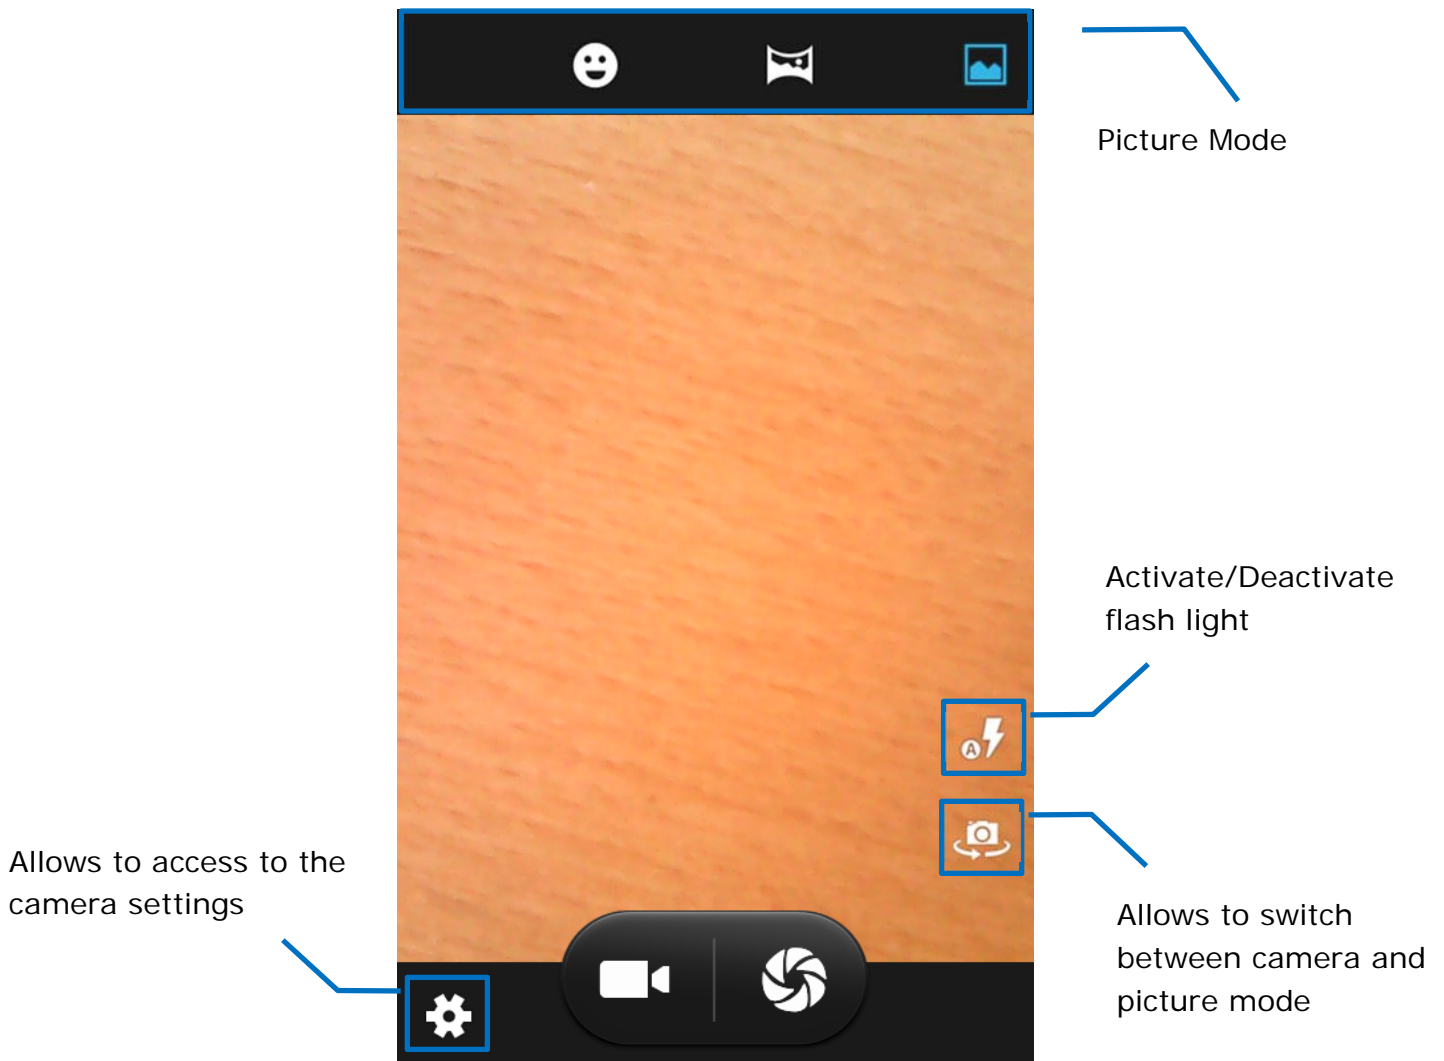 Picture Mode
Activate/Deactivate
flash light
A
Allows to access to the
camera settings
Allows to switch
between camera and
picture mode